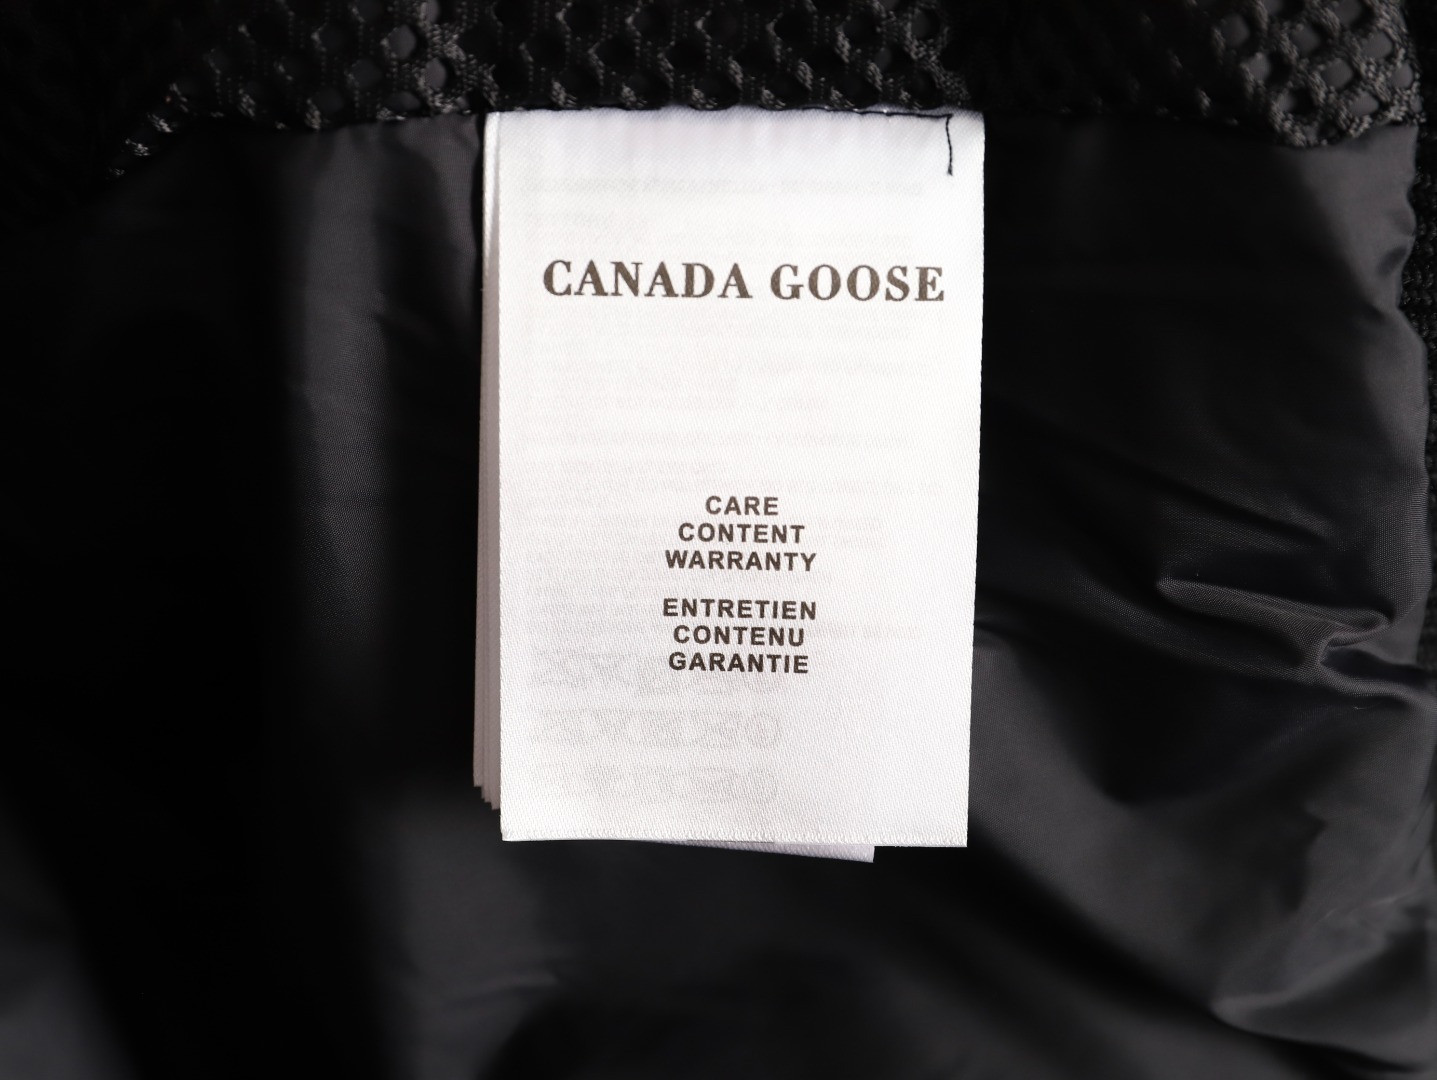 CANADA GOOSE
CARE
CONTENT
WARRANTY
ENTRETIEN
CONTENU
GARANTIE